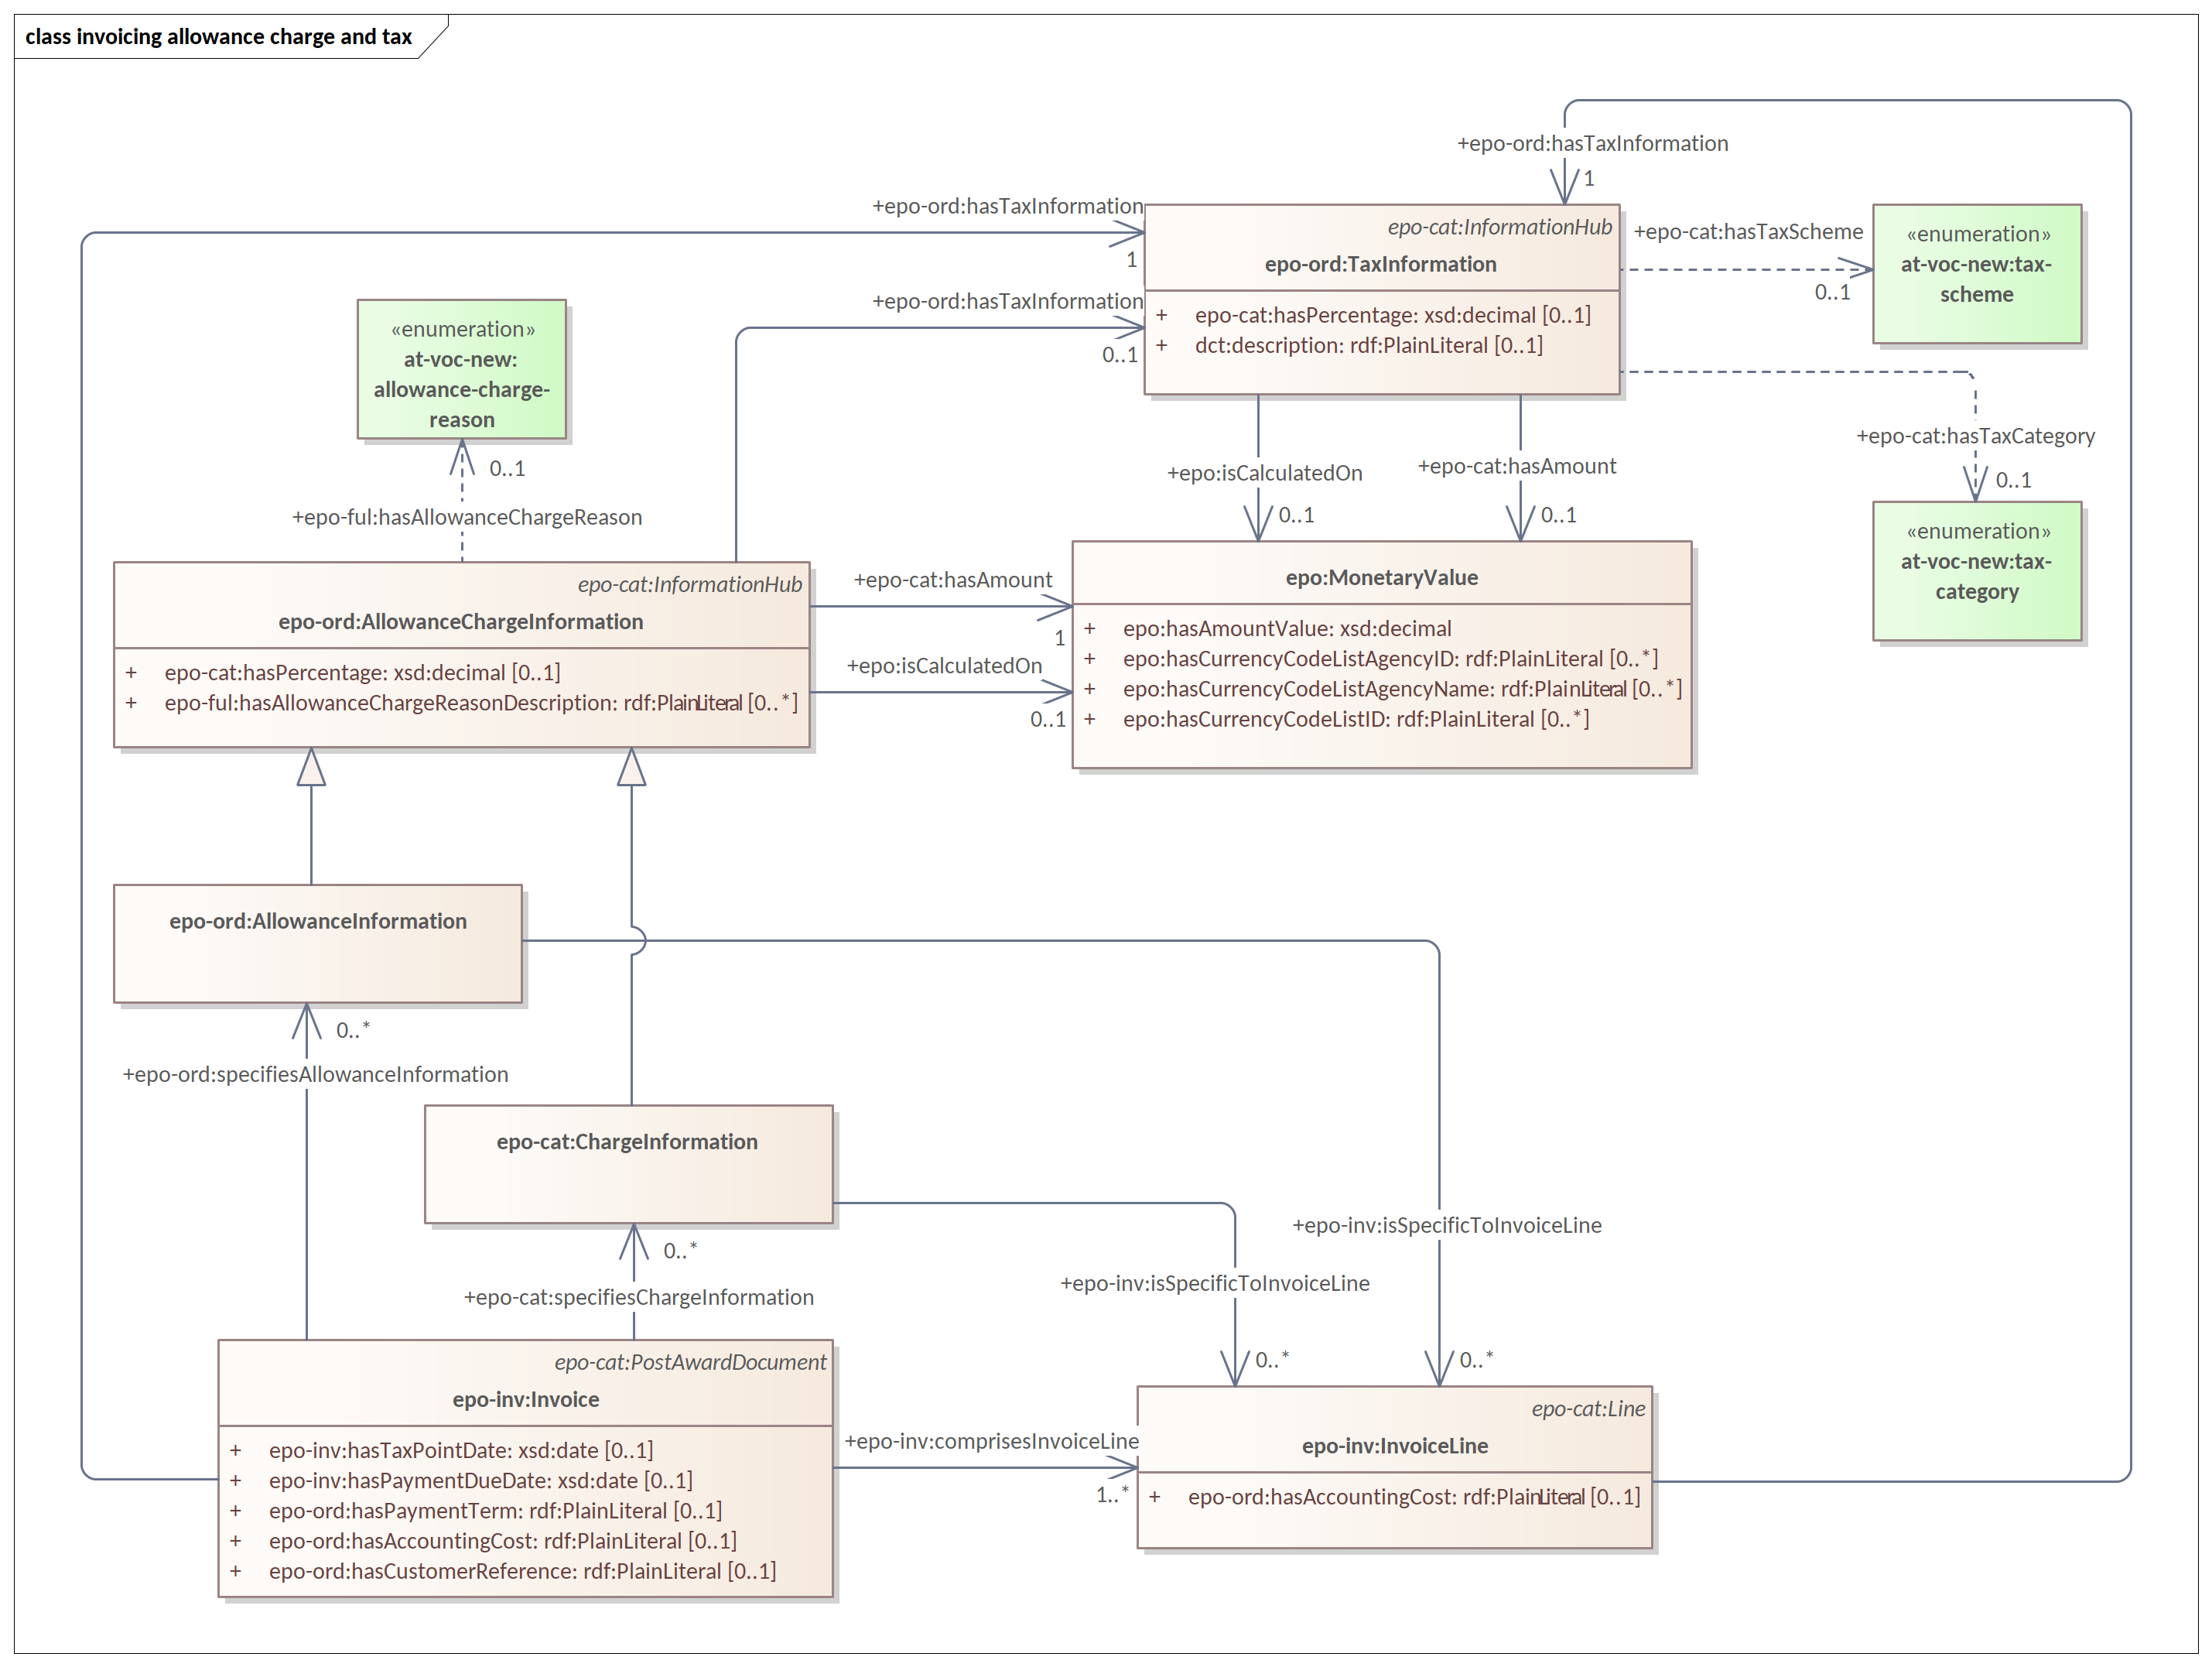 class invoicing allowance charge and tax
+epo-ord:hasTaxInformation
1
+epo-ord:hasTaxInformation
1
epo-cat:InformationHub
epo-ord:TaxInformation
+ epo-cat:hasPercentage: xsd:decimal [0..1]
+ dct:description: rdf:PlainLiteral [0..1]
+epo-cat:hasTaxScheme
0..1
«enumeration»
at-voc-new:tax-
scheme
+epo-ord:hasTaxInformation
0..1
«enumeration»
at-voc-new:
allowance-charge-
reason
0..1
+epo-ful:hasAllowanceChargeReason
+epo:isCalculatedOn
0..1
+epo-cat:hasAmount
0..1
+epo-cat:hasTaxCategory
0..1
«enumeration»
at-voc-new:tax-
category
epo-cat:InformationHub
epo-ord:AllowanceChargeInformation
+ epo-cat:hasPercentage: xsd:decimal [0..1]
+ epo-ful:hasAllowanceChargeReasonDescription: rdf:PlainLiteral [0..*]
+epo-cat:hasAmount
1
+epo:isCalculatedOn
0..1
epo:MonetaryValue
+ epo:hasAmountValue: xsd:decimal
+ epo:hasCurrencyCodeListAgencyID: rdf:PlainLiteral [0..*]
+ epo:hasCurrencyCodeListAgencyName: rdf:PlainLiteral [0..*]
+ epo:hasCurrencyCodeListID: rdf:PlainLiteral [0..*]
epo-ord:AllowanceInformation
0..*
+epo-ord:specifiesAllowanceInformation
epo-cat:ChargeInformation
0..*
+epo-cat:specifiesChargeInformation
+epo-inv:isSpecificToInvoiceLine
0..*
+epo-inv:isSpecificToInvoiceLine
0..*
epo-cat:PostAwardDocument
epo-inv:Invoice
+ epo-inv:hasTaxPointDate: xsd:date [0..1]
+ epo-inv:hasPaymentDueDate: xsd:date [0..1]
+ epo-ord:hasPaymentTerm: rdf:PlainLiteral [0..1]
+ epo-ord:hasAccountingCost: rdf:PlainLiteral [0..1]
+ epo-ord:hasCustomerReference: rdf:PlainLiteral [0..1]
+epo-inv:comprisesInvoiceLine
1..*
epo-cat:Line
epo-inv:InvoiceLine
+ epo-ord:hasAccountingCost: rdf:PlainLiteral [0..1]